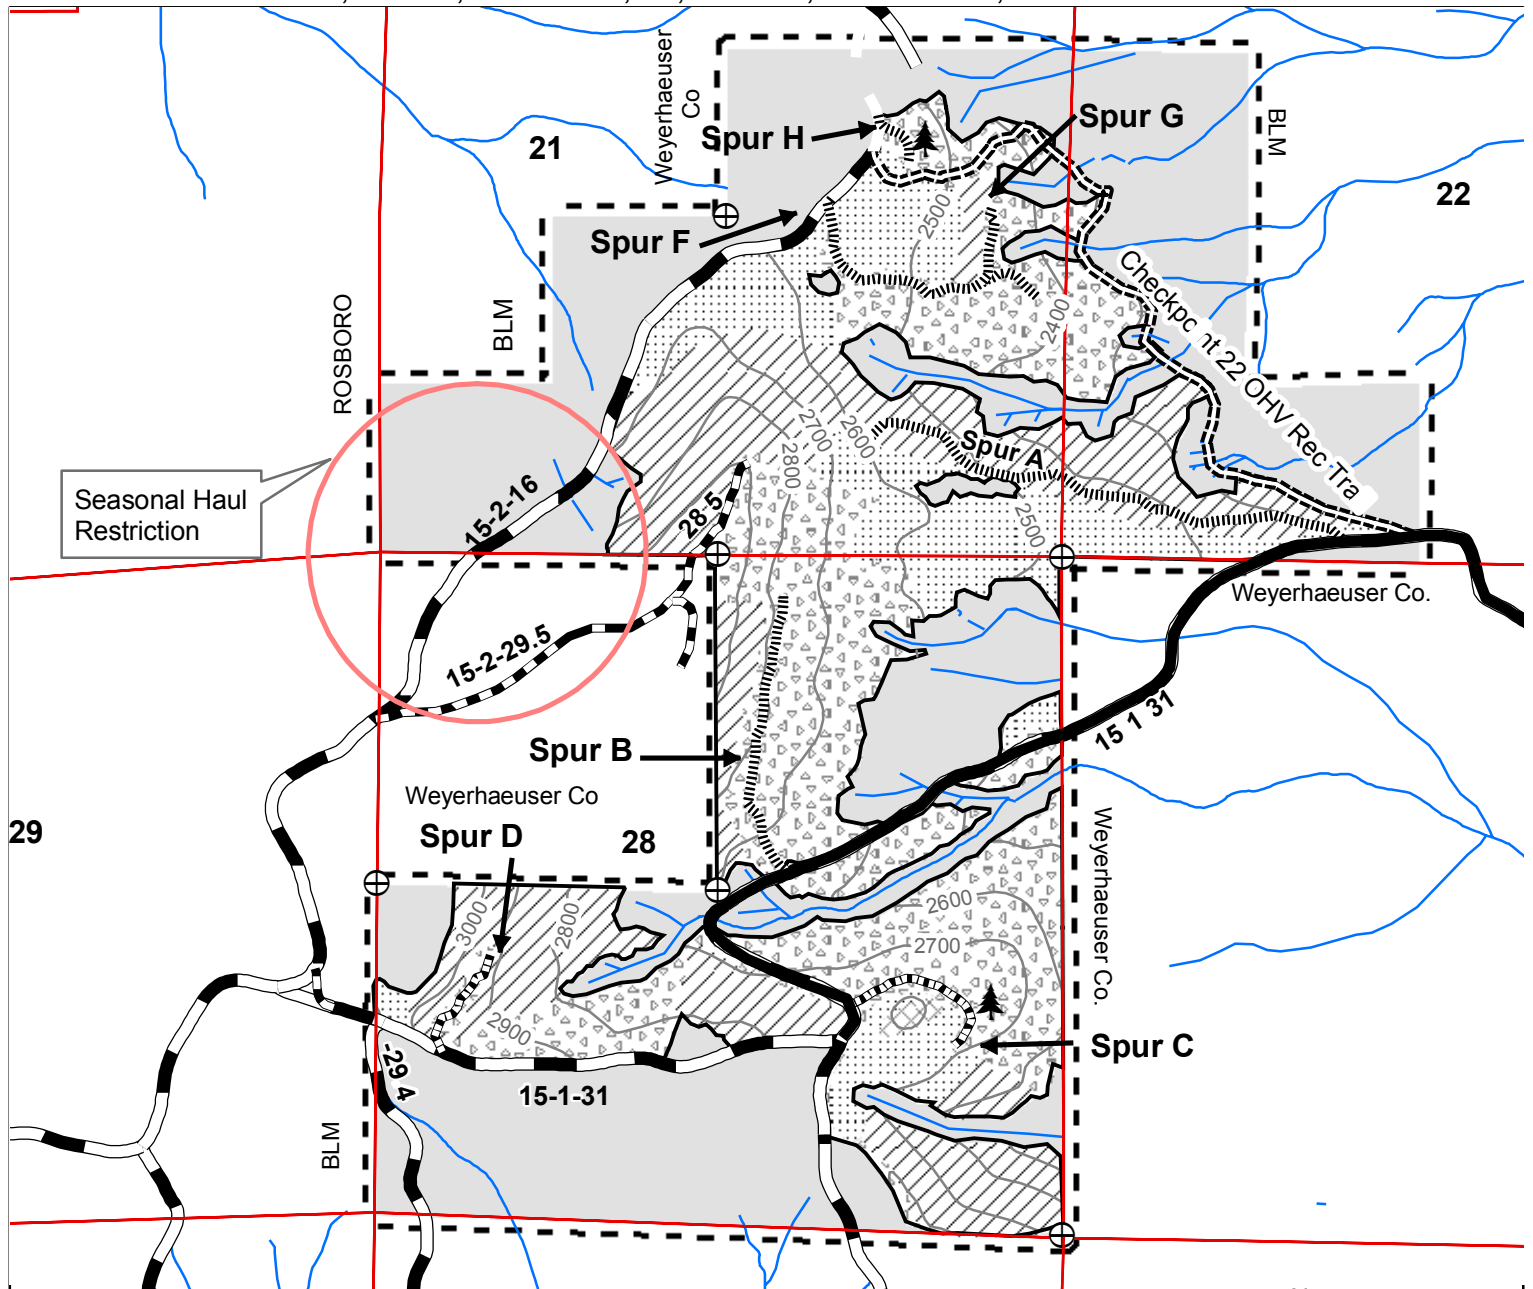 Weyerhaeuser
Co
Spur H
Spur G
BLM
21
22
Spur F
2500
Checkpo nt 22 OHV Rec Tra
ROSBORO
BLM
2400
2700
2600
2800
Spur A
Seasonal Haul
Restriction
15-2-16
28-5
2500
Weyerhaeuser Co.
15-2-29.5
15 1 31
Spur B
Weyerhaeuser Co
Spur D
28
29
Weyerhaeuser Co.
3000
2800
2600
2700
2900
Spur C
-29 4
15-1-31
BLM